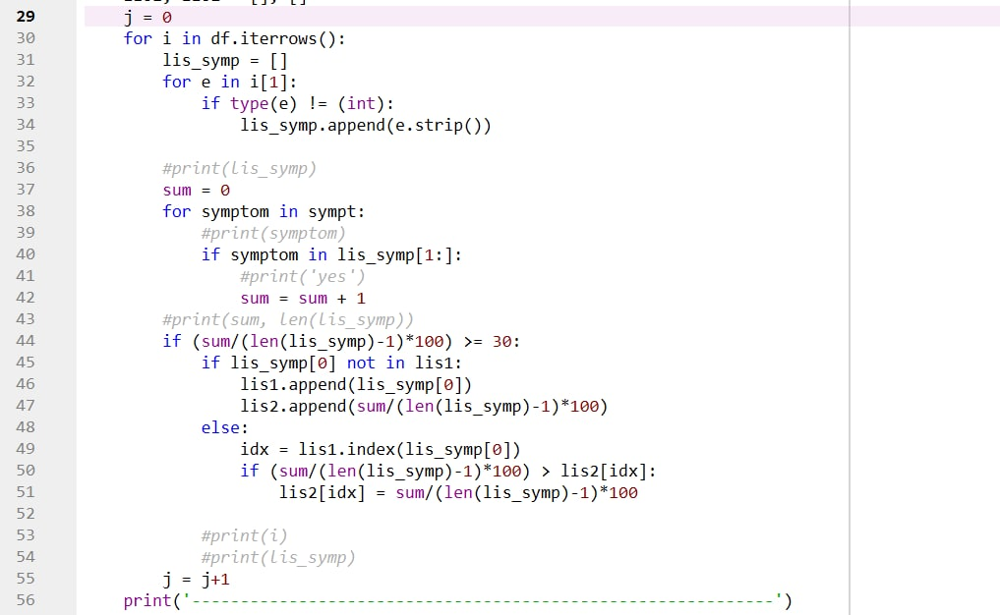 29 j = 0
30 for i in df.iterrows():
31 lis_symp = []
32 for e in i[1]:
33 if type(e) != (int):
34 lis_symp.append(e.strip())
35
36 #print(lis_symp)
37 sum = 0
38 for symptom in sympt:
39 #print(symptom)
40 if symptom in lis_symp[1:]:
41 #print('yes')
42 sum = sum + 1
43 #print(sum, len(lis_symp))
44 if (sum/(len(lis_symp)-1)*100) >= 30:
45 if lis_symp[0] not in lis1:
46 lis1.append(lis_symp[0])
47 lis2.append(sum/(len(lis_symp)-1)*100)
48 else:
49 idx = lis1.index(lis_symp[0])
50 if (sum/(len(lis_symp)-1)*100) > lis2[idx]:
51 lis2[idx] = sum/(len(lis_symp)-1)*100
52
53 #print(i)
54 #print(lis_symp)
55 j = j+1
56 print('------------------------------------------------------------')